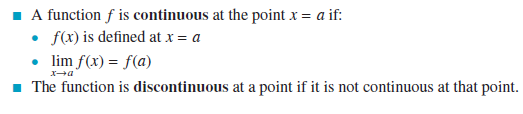 ■ A function f is continuous at the point x = a if:
• f(x) is defined at x = a
• lim f(x) = f(a)
x→a
■ The function is discontinuous at a point if it is not continuous at that point.